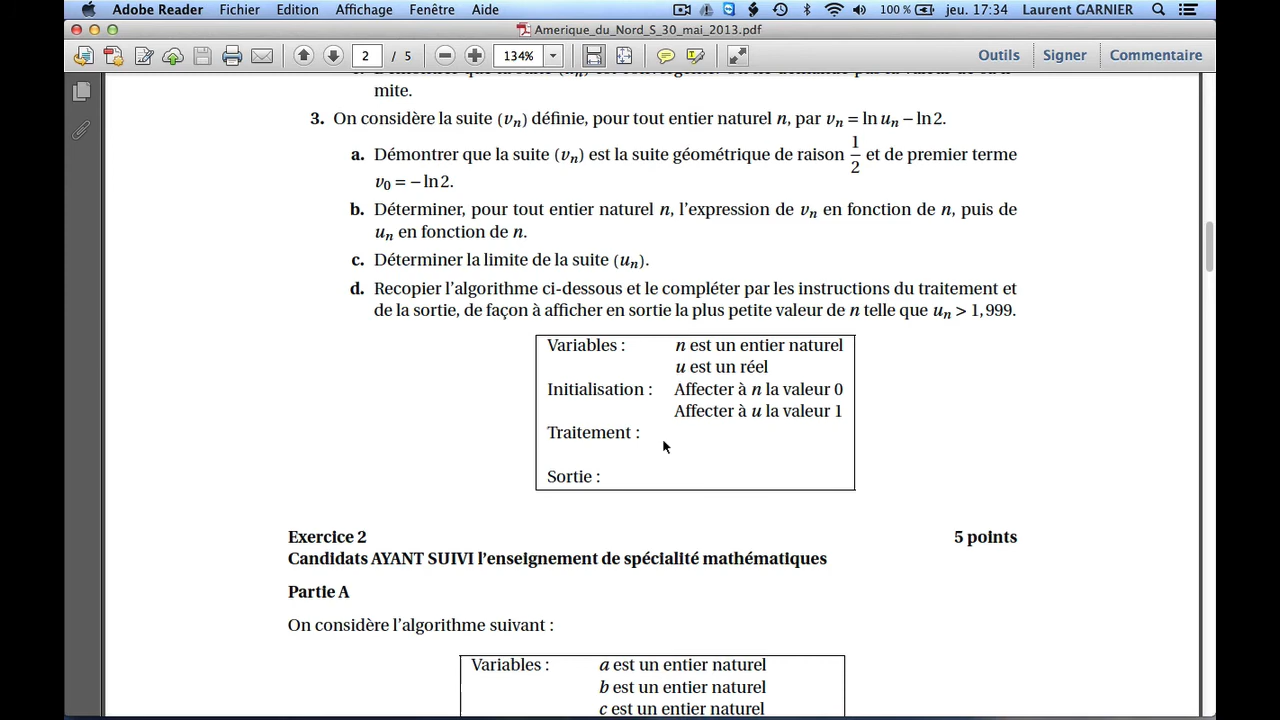 Adobe Reader Fichier Edition Affichage Fenêtre Aide 100 % jeu. 17:34 Laurent GARNIER
Amerique_du_Nord_S_30_mai_2013.pdf
2 / 5 134% Outils Signer Commentaire
mite.
3. On considère la suite (vn) définie, pour tout entier naturel n, par vn = ln un − ln 2.
a. Démontrer que la suite (vn) est la suite géométrique de raison 1/2 et de premier terme
v0 = − ln 2.
b. Déterminer, pour tout entier naturel n, l'expression de vn en fonction de n, puis de
un en fonction de n.
c. Déterminer la limite de la suite (un).
d. Recopier l'algorithme ci-dessous et le compléter par les instructions du traitement et
de la sortie, de façon à afficher en sortie la plus petite valeur de n telle que un > 1,999.
Variables : n est un entier naturel
u est un réel
Initialisation : Affecter à n la valeur 0
Affecter à u la valeur 1
Traitement :
Sortie :
Exercice 2 5 points
Candidats AYANT SUIVI l'enseignement de spécialité mathématiques
Partie A
On considère l'algorithme suivant :
Variables : a est un entier naturel
b est un entier naturel
c est un entier naturel